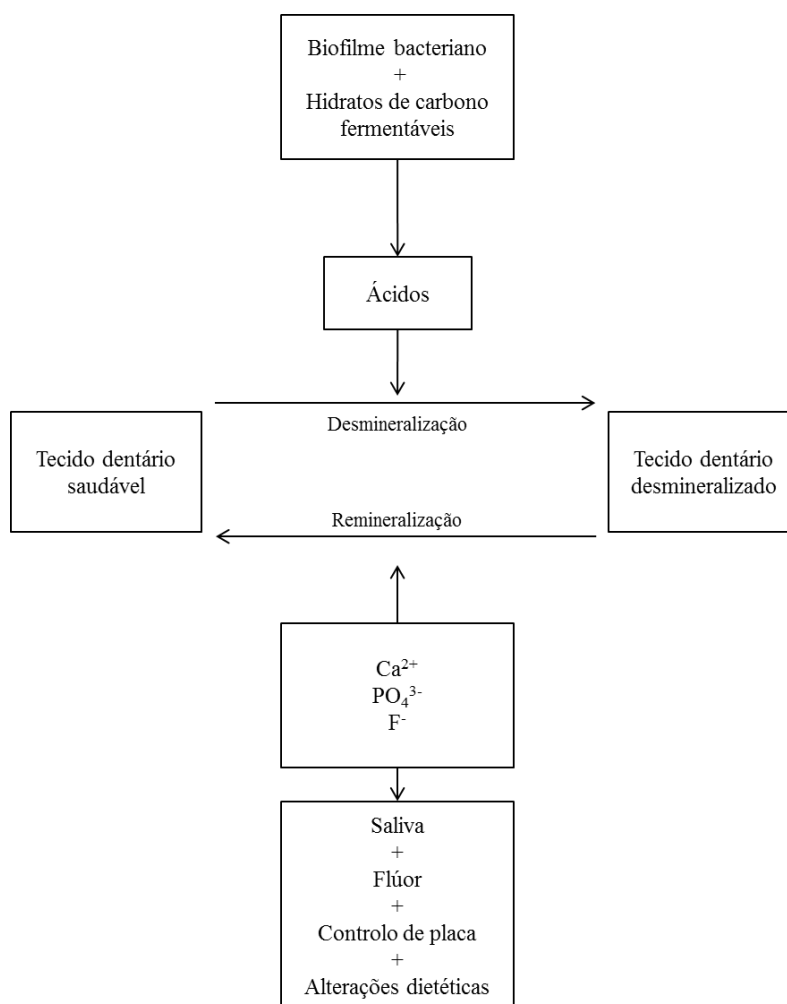 Biofilme bacteriano
+
Hidratos de carbono
fermentáveis
Ácidos
Desmineralização
Tecido dentário
saudável
Tecido dentário
desmineralizado
Remineralização
Ca²⁺
PO₄³⁻
F⁻
Saliva
+
Flúor
+
Controlo de placa
+
Alterações dietéticas